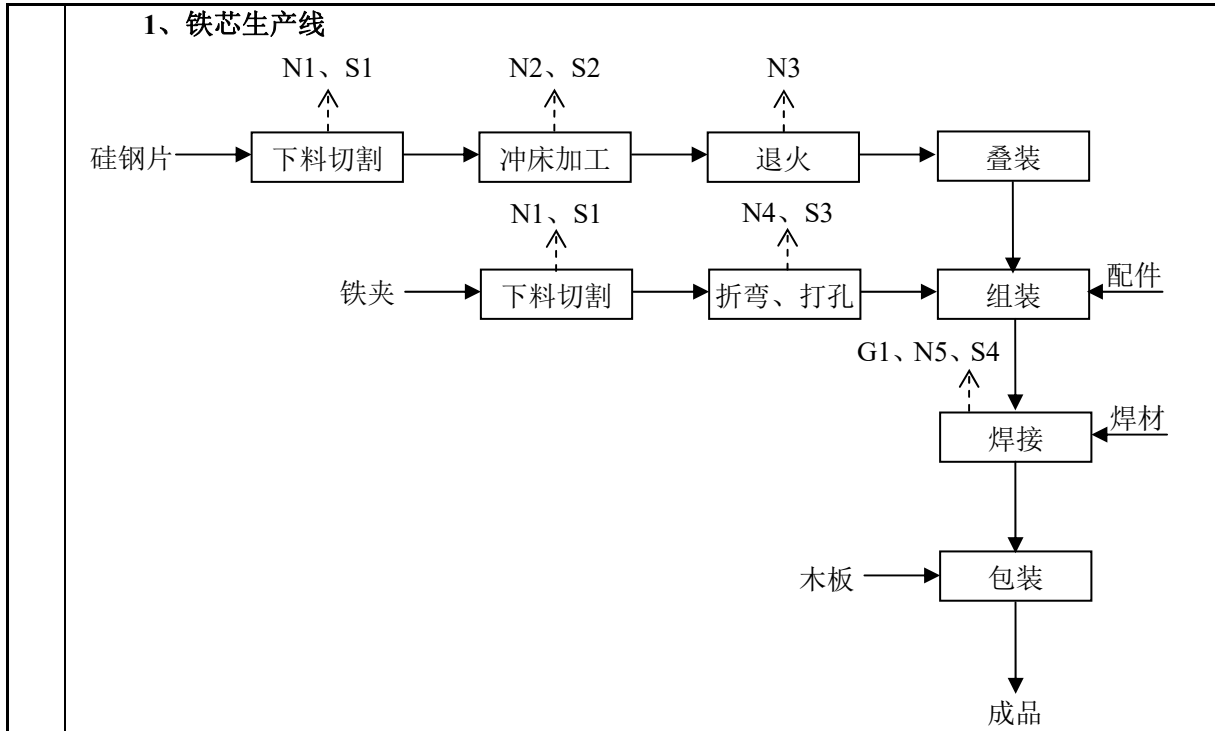 1、铁芯生产线
N1、S1 N2、S2 N3
硅钢片 下料切割 冲床加工 退火 叠装
N1、S1 N4、S3
铁夹 下料切割 折弯、打孔 组装 配件
G1、N5、S4
焊接 焊材
木板 包装
成品